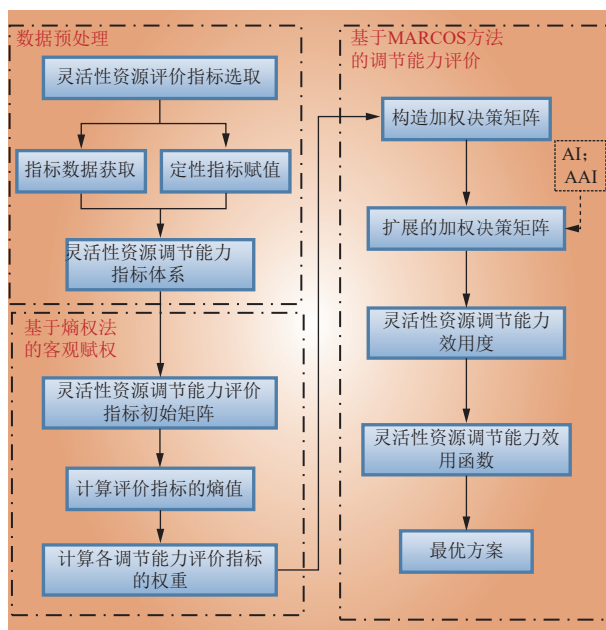 数据预处理
灵活性资源评价指标选取
指标数据获取
定性指标赋值
灵活性资源调节能力
指标体系
基于熵权法
的客观赋权
灵活性资源调节能力评价
指标初始矩阵
计算评价指标的熵值
计算各调节能力评价指标
的权重
基于MARCOS方法
的调节能力评价
构造加权决策矩阵
AI；
AAI
扩展的加权决策矩阵
灵活性资源调节能力
效用度
灵活性资源调节能力效
用函数
最优方案